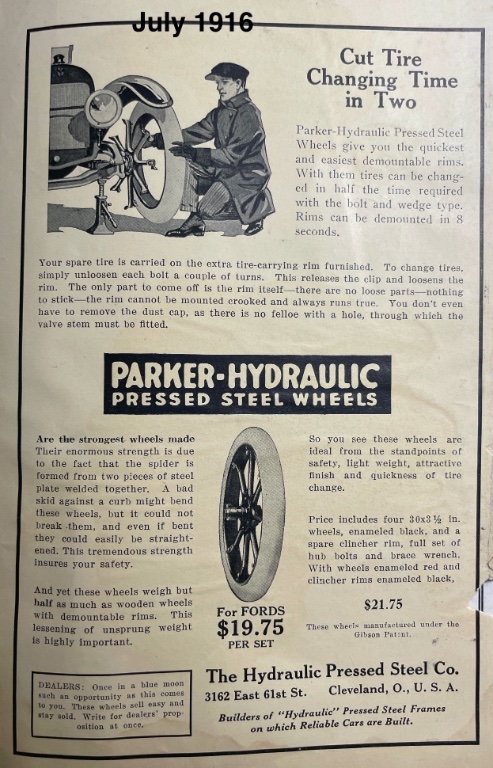 July 1916
Cut Tire
Changing Time
in Two
Parker-Hydraulic Pressed Steel
Wheels give you the quickest
and easiest demountable rims.
With them tires can be chang-
ed in half the time required
with the bolt and wedge type.
Rims can be demounted in 8
seconds.
Your spare tire is carried on the extra tire-carrying rim furnished. To change tires,
simply unloosen each bolt a couple of turns. This releases the clip and loosens the
rim. The only part to come off is the rim itself—there are no loose parts—nothing
to stick—the rim cannot be mounted crooked and always runs true. You don't even
have to remove the dust cap, as there is no felloe with a hole, through which the
valve stem must be fitted.
PARKER-HYDRAULIC
PRESSED STEEL WHEELS
Are the strongest wheels made
Their enormous strength is due
to the fact that the spider is
formed from two pieces of steel
plate welded together. A bad
skid against a curb might bend
these wheels, but it could not
break them, and even if bent
they could easily be straight-
ened. This tremendous strength
insures your safety.
And yet these wheels weigh but
half as much as wooden wheels
with demountable rims. This
lessening of unsprung weight
is highly important.
For FORDS
$19.75
PER SET
So you see these wheels are
ideal from the standpoints of
safety, light weight, attractive
finish and quickness of tire
change.
Price includes four 30x3½ in.
wheels, enameled black, and a
spare clincher rim, full set of
hub bolts and brace wrench.
With wheels enameled red and
clincher rims enameled black,
$21.75
These wheels manufactured under the
Gibson Patint.
DEALERS: Once in a blue moon
such an opportunity as this comes
to you. These wheels sell easy and
stay sold. Write for dealers' prop-
osition at once.
The Hydraulic Pressed Steel Co.
3162 East 61st St. Cleveland, O., U. S. A.
Builders of "Hydraulic" Pressed Steel Frames
on which Reliable Cars are Built.